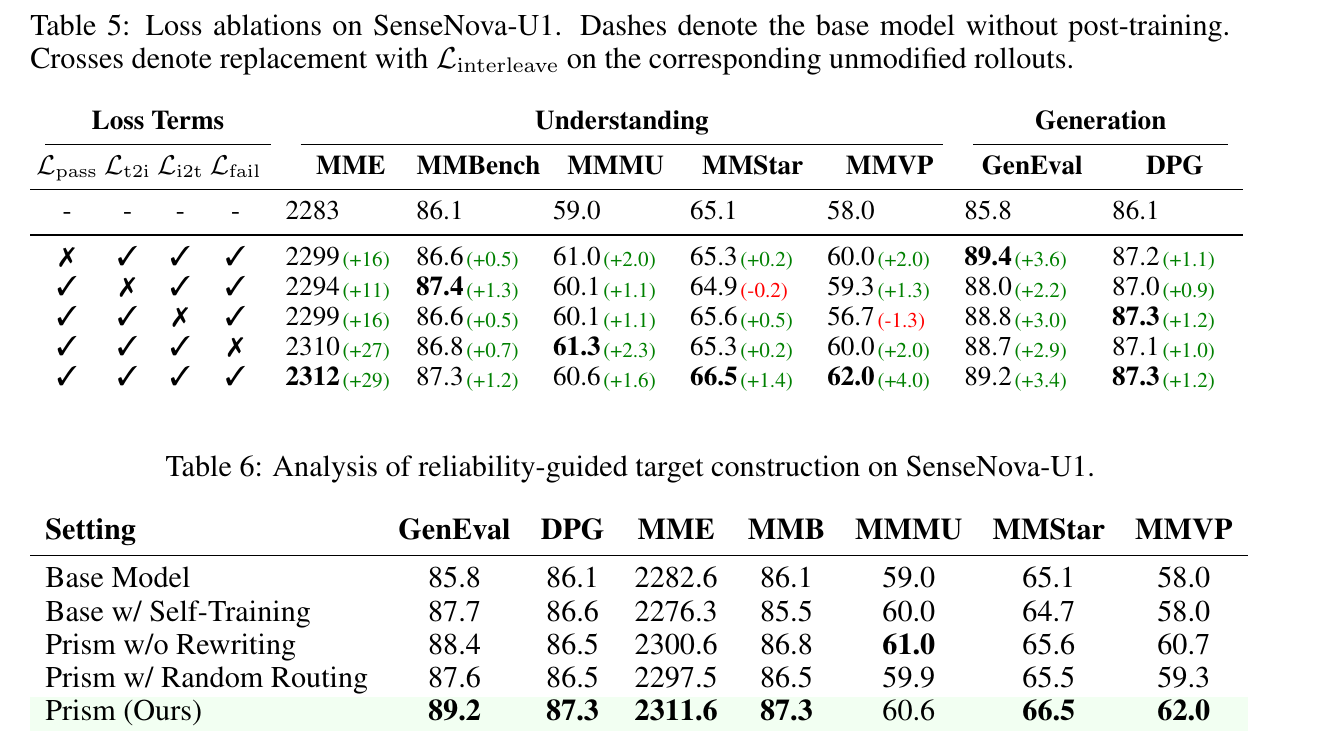 Table 5: Loss ablations on SenseNova-U1. Dashes denote the base model without post-training.
Crosses denote replacement with ℒinterleave on the corresponding unmodified rollouts.
Loss Terms Understanding Generation
ℒpass ℒt2i ℒi2t ℒfail MME MMBench MMMU MMStar MMVP GenEval DPG
- - - - 2283 86.1 59.0 65.1 58.0 85.8 86.1
✗ ✓ ✓ ✓ 2299 (+16) 86.6 (+0.5) 61.0 (+2.0) 65.3 (+0.2) 60.0 (+2.0) 89.4 (+3.6) 87.2 (+1.1)
✓ ✗ ✓ ✓ 2294 (+11) 87.4 (+1.3) 60.1 (+1.1) 64.9 (-0.2) 59.3 (+1.3) 88.0 (+2.2) 87.0 (+0.9)
✓ ✓ ✗ ✓ 2299 (+16) 86.6 (+0.5) 60.1 (+1.1) 65.6 (+0.5) 56.7 (-1.3) 88.8 (+3.0) 87.3 (+1.2)
✓ ✓ ✓ ✗ 2310 (+27) 86.8 (+0.7) 61.3 (+2.3) 65.3 (+0.2) 60.0 (+2.0) 88.7 (+2.9) 87.1 (+1.0)
✓ ✓ ✓ ✓ 2312 (+29) 87.3 (+1.2) 60.6 (+1.6) 66.5 (+1.4) 62.0 (+4.0) 89.2 (+3.4) 87.3 (+1.2)
Table 6: Analysis of reliability-guided target construction on SenseNova-U1.
Setting GenEval DPG MME MMB MMMU MMStar MMVP
Base Model 85.8 86.1 2282.6 86.1 59.0 65.1 58.0
Base w/ Self-Training 87.7 86.6 2276.3 85.5 60.0 64.7 58.0
Prism w/o Rewriting 88.4 86.5 2300.6 86.8 61.0 65.6 60.7
Prism w/ Random Routing 87.6 86.5 2297.5 86.5 59.9 65.5 59.3
Prism (Ours) 89.2 87.3 2311.6 87.3 60.6 66.5 62.0